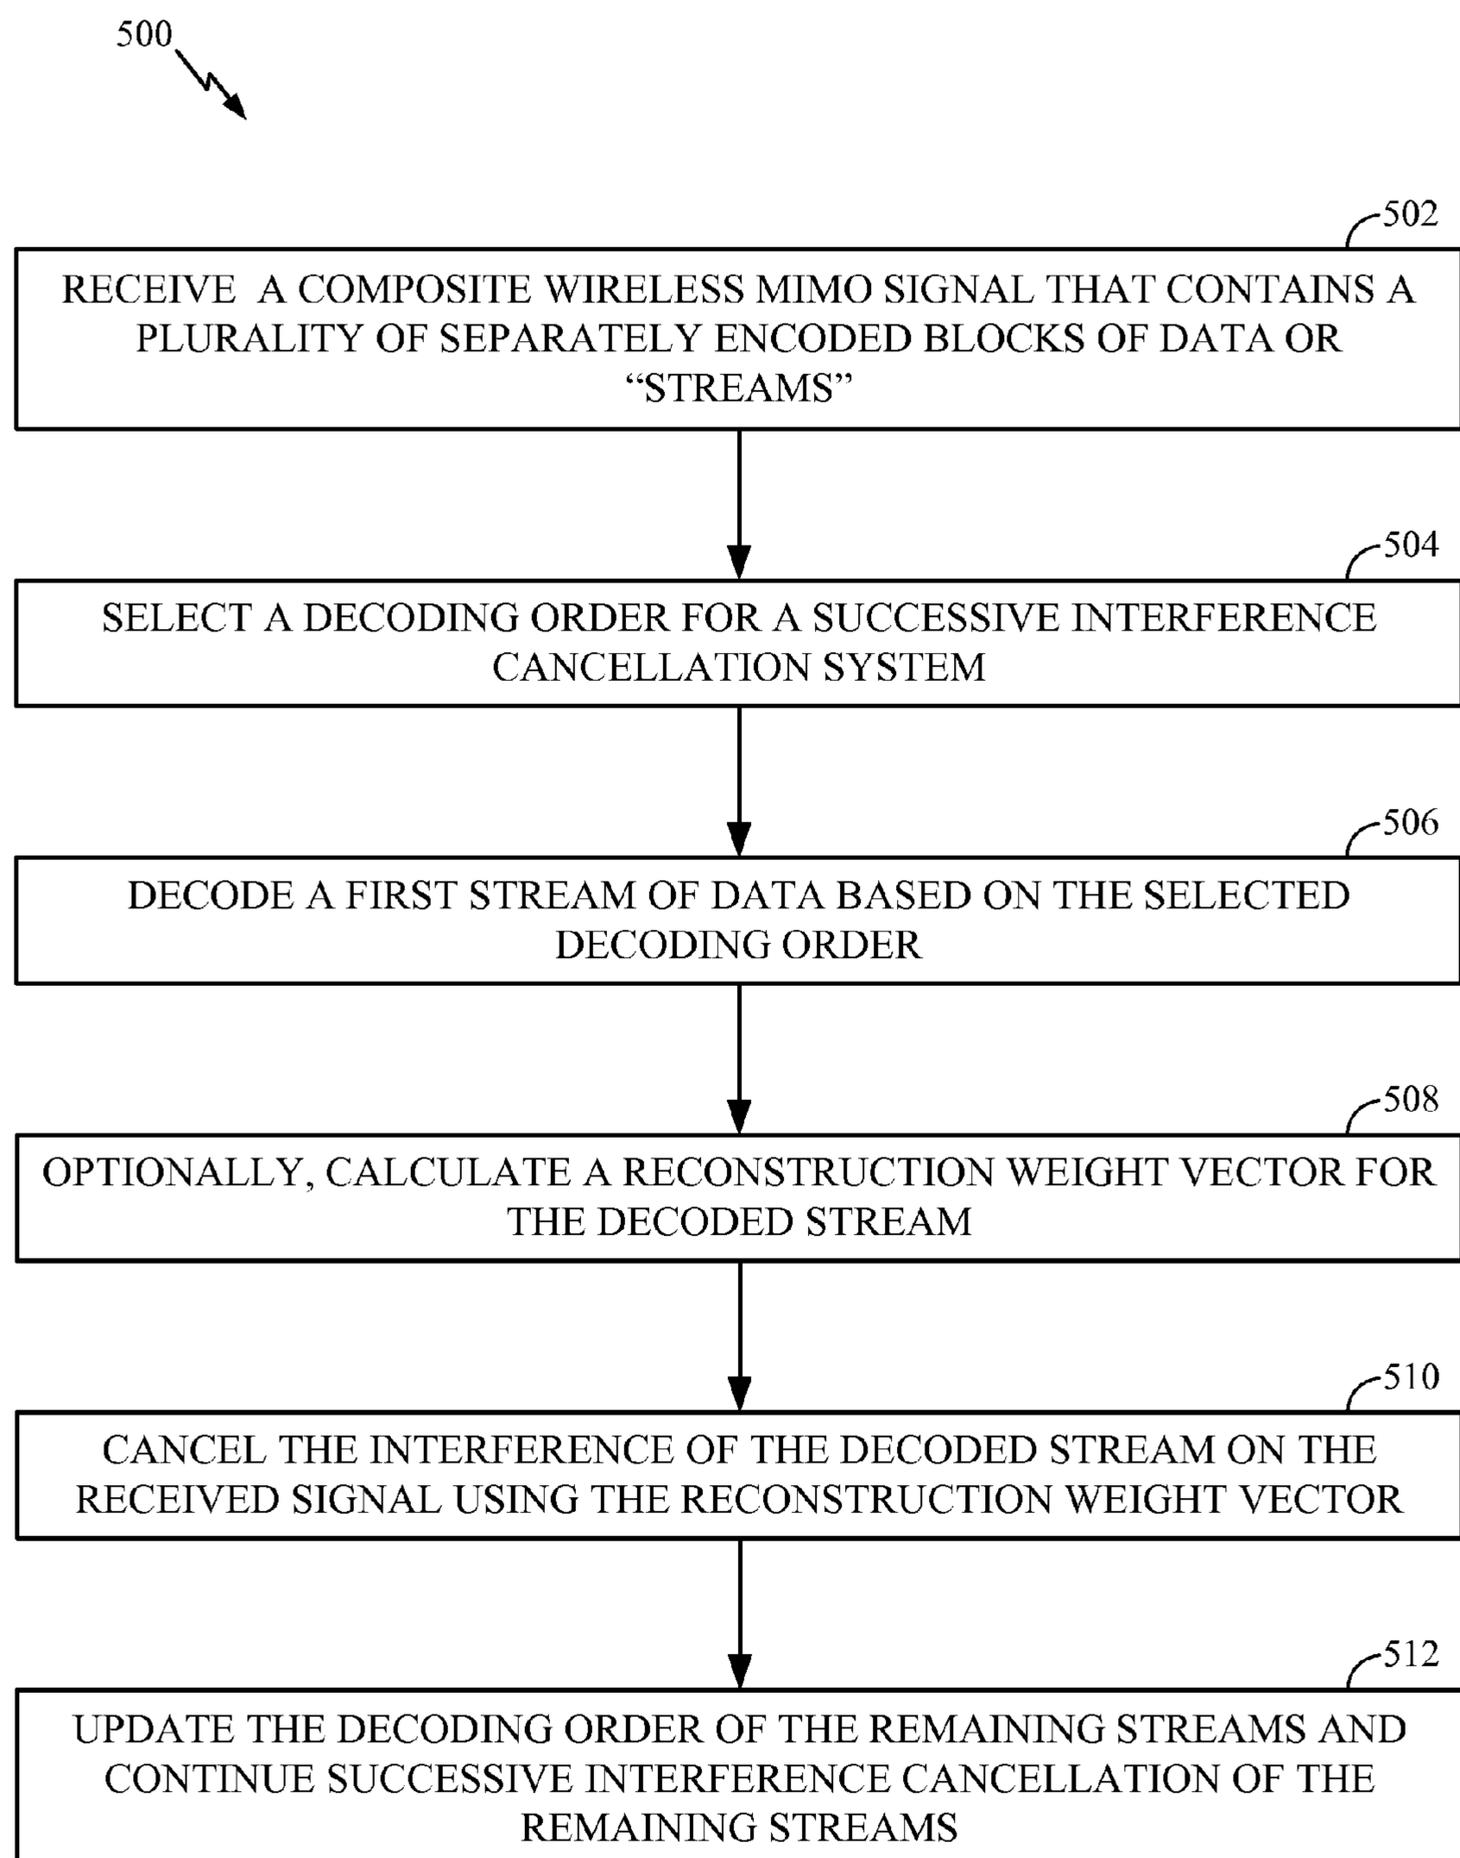 500
502
RECEIVE A COMPOSITE WIRELESS MIMO SIGNAL THAT CONTAINS A
PLURALITY OF SEPARATELY ENCODED BLOCKS OF DATA OR
“STREAMS”
504
SELECT A DECODING ORDER FOR A SUCCESSIVE INTERFERENCE
CANCELLATION SYSTEM
506
DECODE A FIRST STREAM OF DATA BASED ON THE SELECTED
DECODING ORDER
508
OPTIONALLY, CALCULATE A RECONSTRUCTION WEIGHT VECTOR FOR
THE DECODED STREAM
510
CANCEL THE INTERFERENCE OF THE DECODED STREAM ON THE
RECEIVED SIGNAL USING THE RECONSTRUCTION WEIGHT VECTOR
512
UPDATE THE DECODING ORDER OF THE REMAINING STREAMS AND
CONTINUE SUCCESSIVE INTERFERENCE CANCELLATION OF THE
REMAINING STREAMS